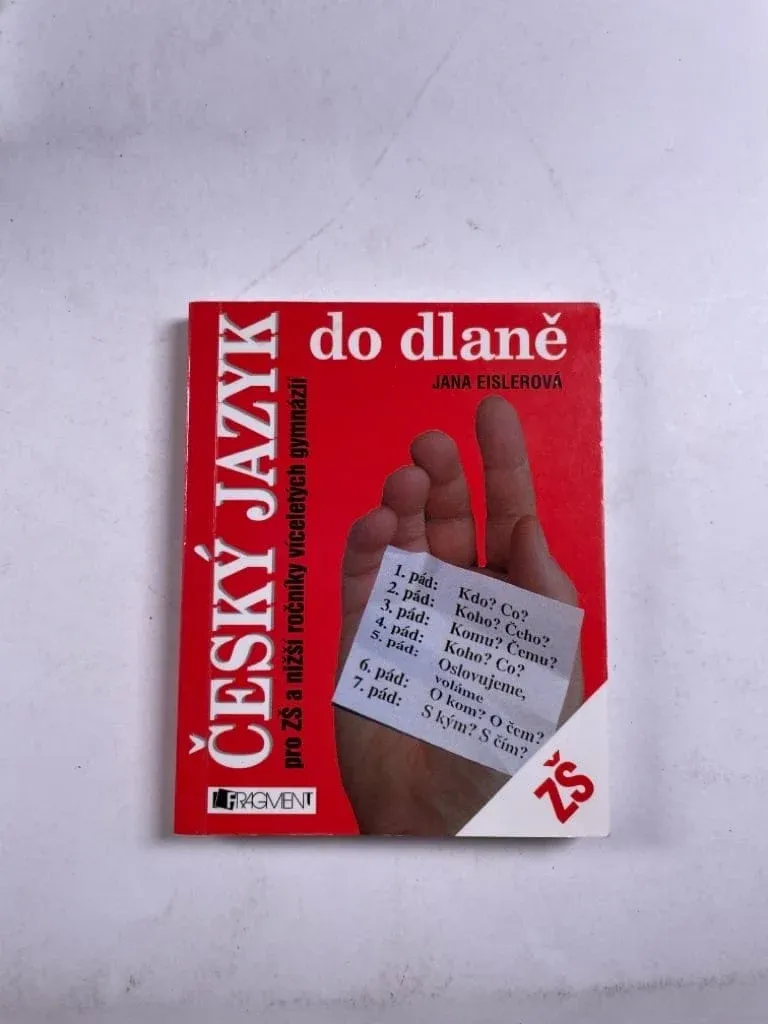 ČESKÝ JAZYK
do dlaně
JANA EISLEROVÁ
pro ZŠ a nižší ročníky víceletých gymnázií
1. pád: Kdo? Co?
2. pád: Koho? Čeho?
3. pád: Komu? Čemu?
4. pád: Koho? Co?
5. pád: Oslovujeme,
voláme
6. pád: O kom? O čem?
7. pád: S kým? S čím?
ZŠ
FRAGMENT